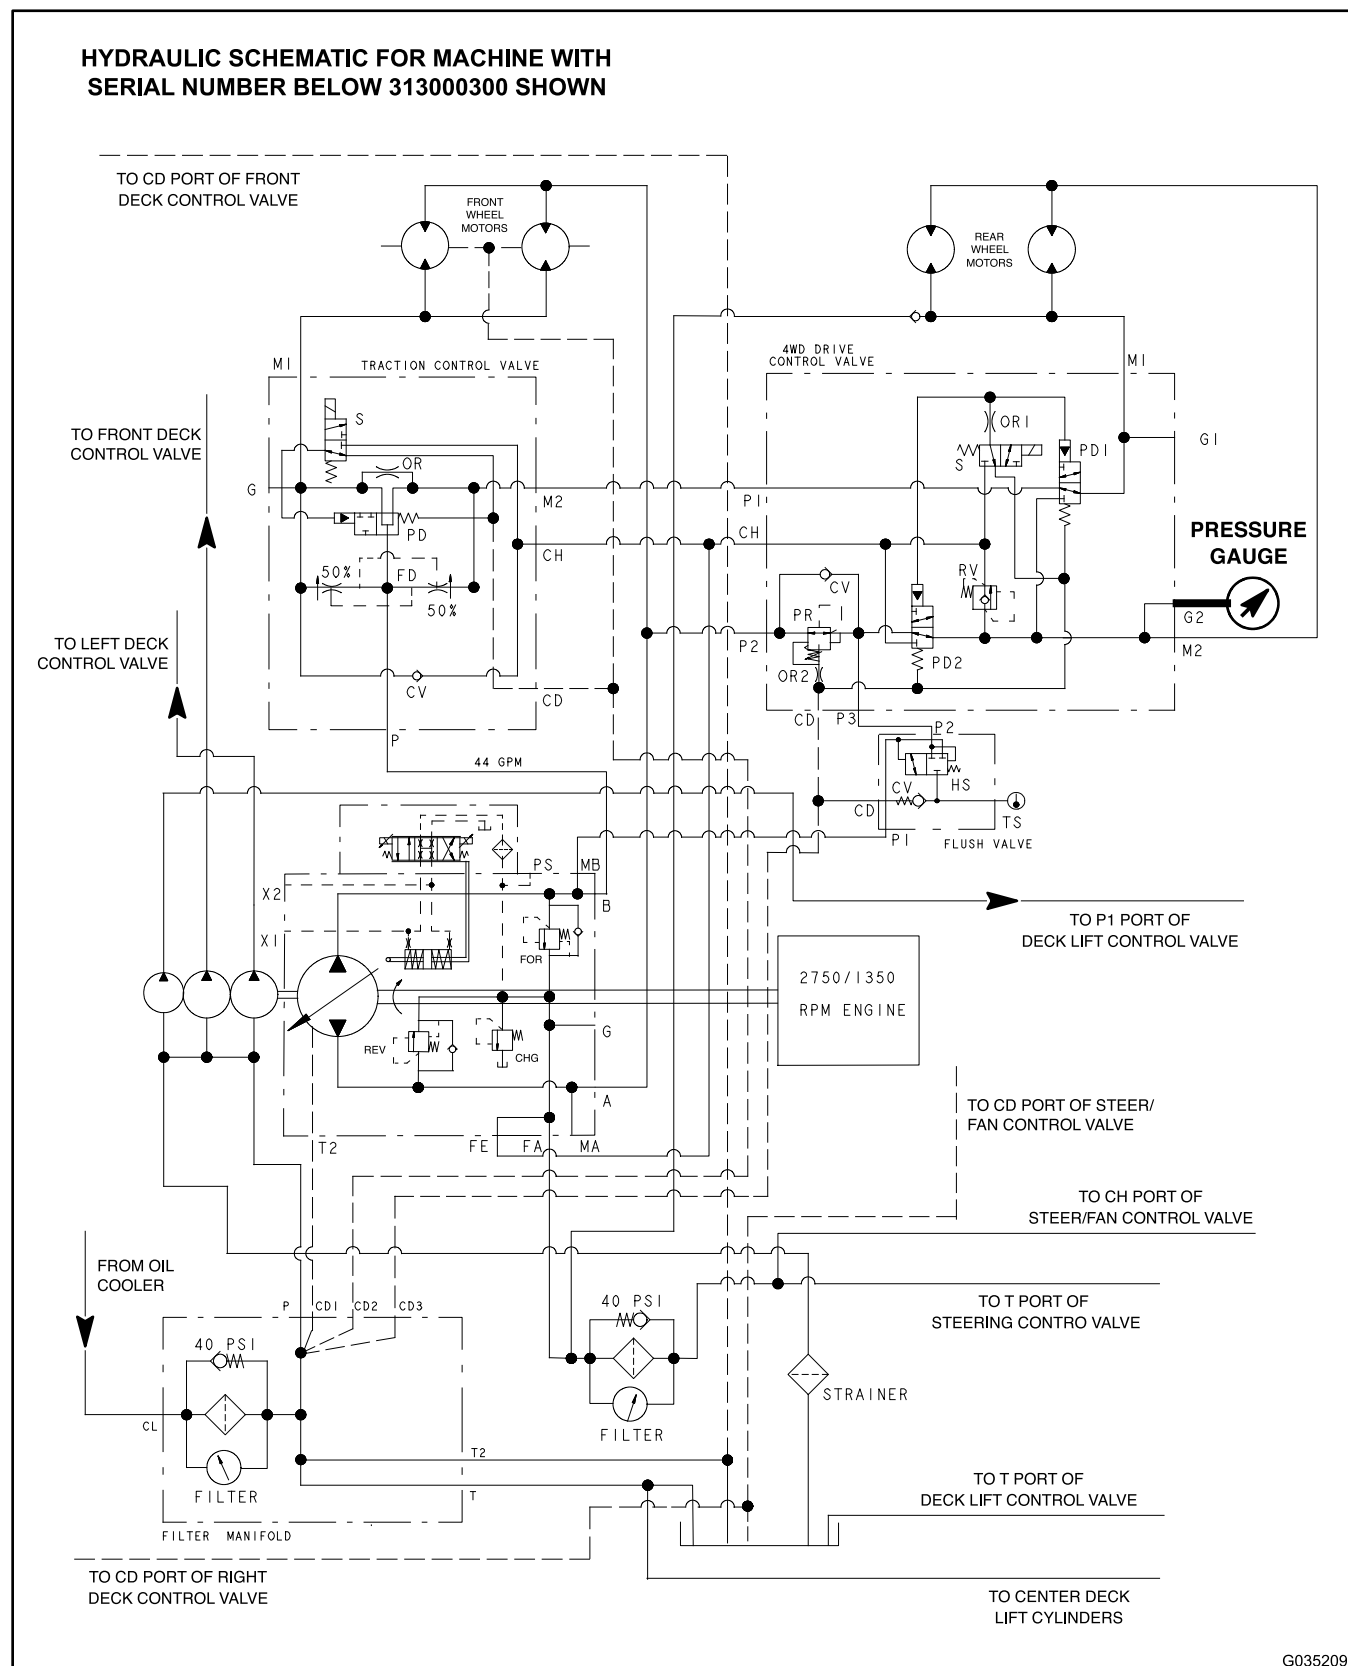 HYDRAULIC SCHEMATIC FOR MACHINE WITH
SERIAL NUMBER BELOW 313000300 SHOWN
TO CD PORT OF FRONT
DECK CONTROL VALVE
FRONT
WHEEL
MOTORS
REAR
WHEEL
MOTORS
M1
TRACTION CONTROL VALVE
4WD DRIVE
CONTROL VALVE
M1
S
OR1
TO FRONT DECK
CONTROL VALVE
G1
PD1
OR
S
G
M2
P1
PD
CH
CH
PRESSURE
GAUGE
50%
FD
50%
CV
RV
PR
G2
TO LEFT DECK
CONTROL VALVE
P2
M2
PD2
OR2
CV
CD
CD
P3
P
P2
44 GPM
HS
CV
CD
TS
P1
FLUSH VALVE
PS
MB
X2
B
TO P1 PORT OF
DECK LIFT CONTROL VALVE
X1
FOR
2750/1350
RPM ENGINE
G
REV
CHG
A
TO CD PORT OF STEER/
FAN CONTROL VALVE
T2
FE
FA
MA
TO CH PORT OF
STEER/FAN CONTROL VALVE
FROM OIL
COOLER
P
CD1
CD2
CD3
40 PSI
TO T PORT OF
STEERING CONTRO VALVE
40 PSI
STRAINER
CL
FILTER
T2
FILTER
T
TO T PORT OF
DECK LIFT CONTROL VALVE
FILTER MANIFOLD
TO CD PORT OF RIGHT
DECK CONTROL VALVE
TO CENTER DECK
LIFT CYLINDERS
G035209